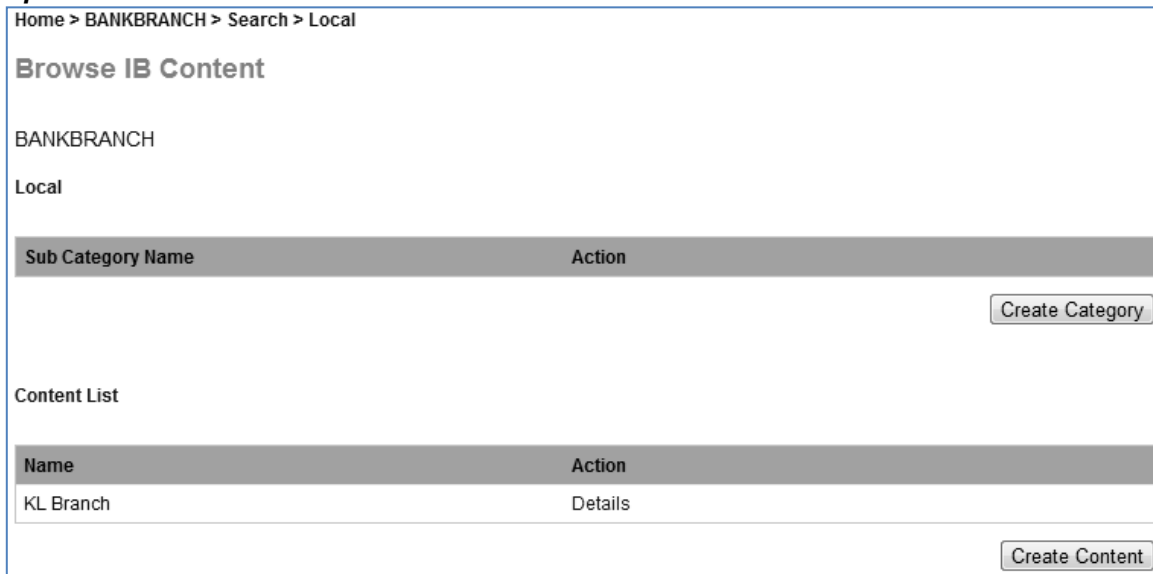 Home > BANKBRANCH > Search > Local
Browse IB Content
BANKBRANCH
Local
Sub Category Name Action
Create Category
Content List
Name Action
KL Branch Details
Create Content